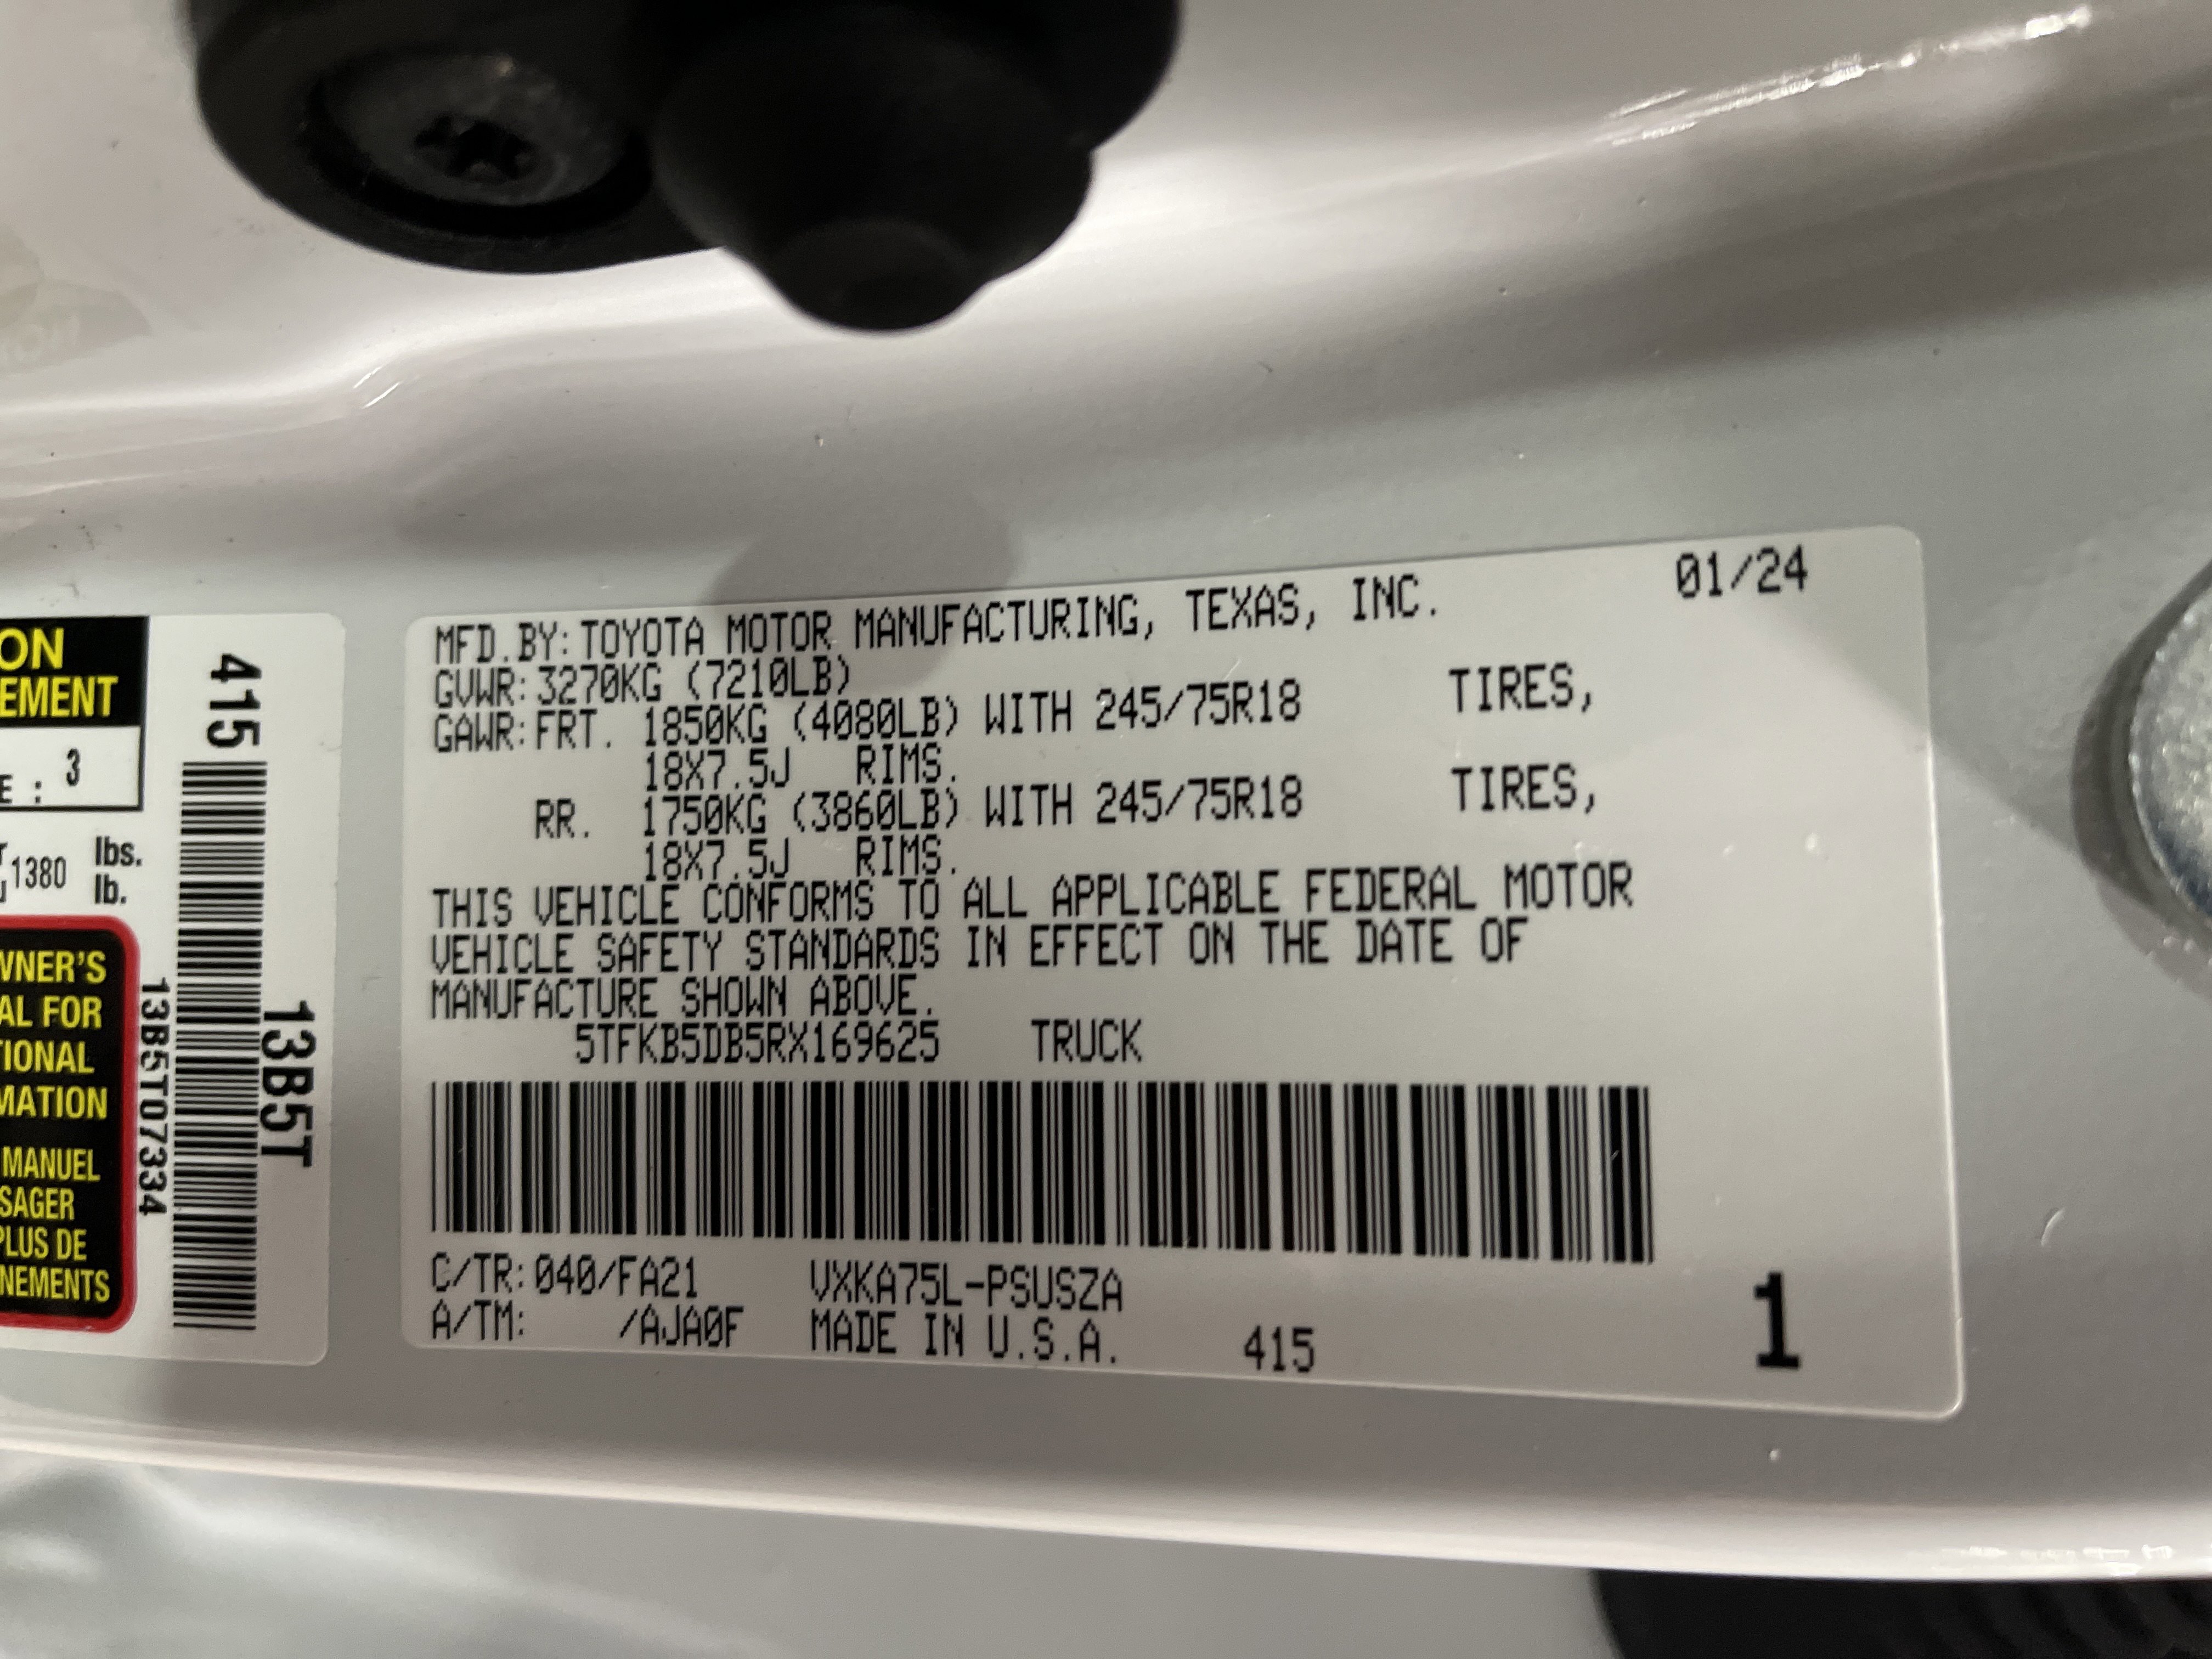 ON
EMENT
E : 3
1380 lbs.
lb.
WNER'S
AL FOR
TIONAL
MATION
MANUEL
SAGER
PLUS DE
NEMENTS
415
13B5T
13B5T07334
MFD.BY:TOYOTA MOTOR MANUFACTURING, TEXAS, INC. 01/24
GVWR:3270KG (7210LB)
GAWR:FRT. 1850KG (4080LB) WITH 245/75R18 TIRES,
18X7.5J RIMS.
RR. 1750KG (3860LB) WITH 245/75R18 TIRES,
18X7.5J RIMS.
THIS VEHICLE CONFORMS TO ALL APPLICABLE FEDERAL MOTOR
VEHICLE SAFETY STANDARDS IN EFFECT ON THE DATE OF
MANUFACTURE SHOWN ABOVE.
5TFKB5DB5RX169625 TRUCK
C/TR:040/FA21 VXKA75L-PSUSZA
A/TM: /AJA0F MADE IN U.S.A. 415
1